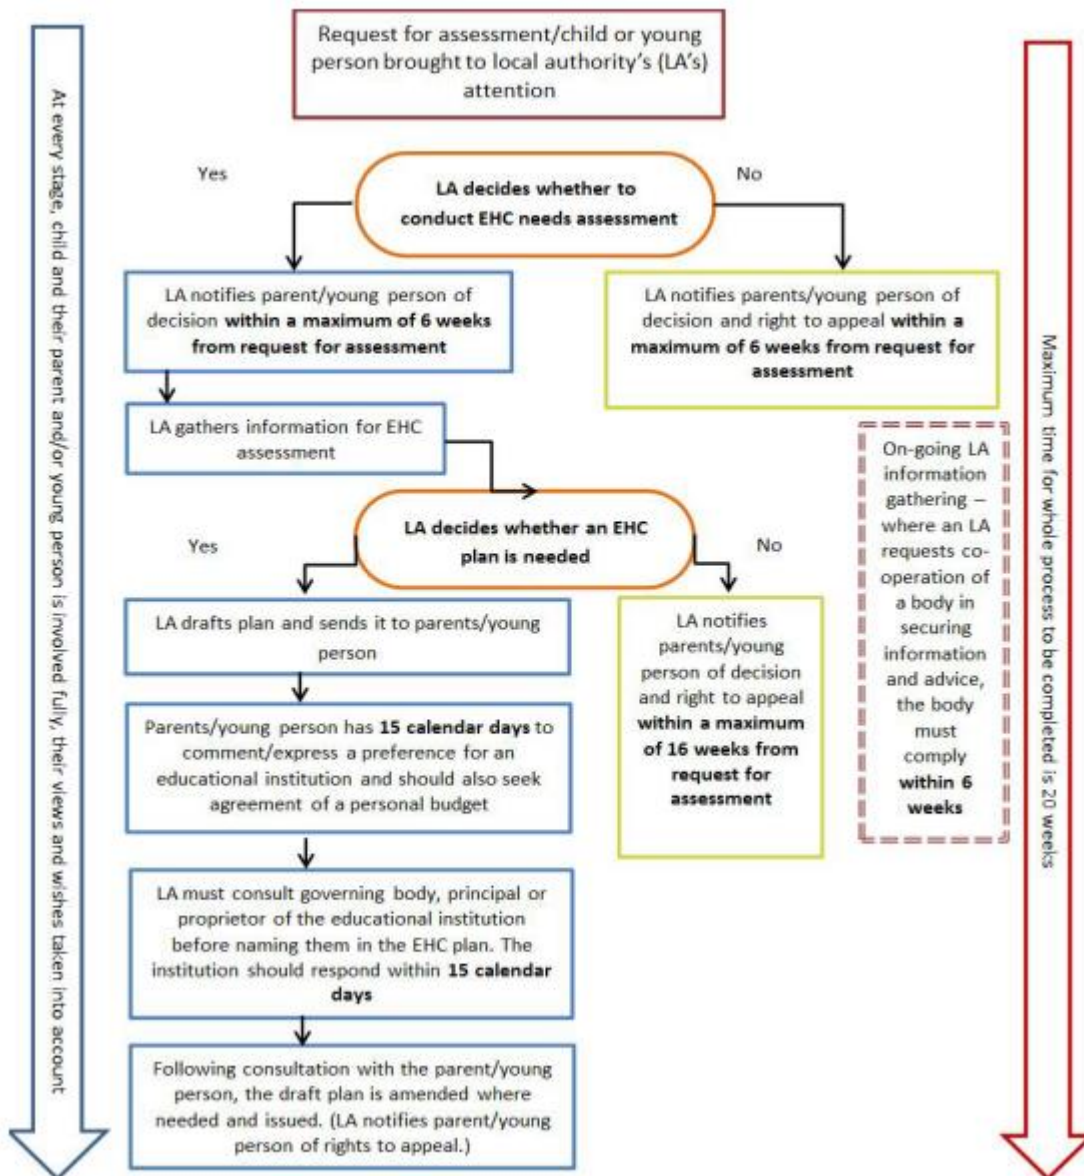 Request for assessment/child or young
person brought to local authority's (LA's)
attention
Yes
No
LA decides whether to
conduct EHC needs assessment
LA notifies parent/young person of
decision within a maximum of 6 weeks
from request for assessment
LA notifies parents/young person of
decision and right to appeal within a
maximum of 6 weeks from request for
assessment
LA gathers information for EHC
assessment
On-going LA
information
gathering –
where an LA
requests co-
operation of
a body in
securing
information
and advice,
the body
must
comply
within 6
weeks
LA decides whether an EHC
plan is needed
Yes
No
LA drafts plan and sends it to parents/young
person
LA notifies
parents/young
person of decision
and right to appeal
within a maximum
of 16 weeks from
request for
assessment
Parents/young person has 15 calendar days to
comment/express a preference for an
educational institution and should also seek
agreement of a personal budget
LA must consult governing body, principal or
proprietor of the educational institution
before naming them in the EHC plan. The
institution should respond within 15 calendar
days
Following consultation with the parent/young
person, the draft plan is amended where
needed and issued. (LA notifies parent/young
person of rights to appeal.)
At every stage, child and their parent and/or young person is involved fully, their views and wishes taken into account
Maximum time for whole process to be completed is 20 weeks